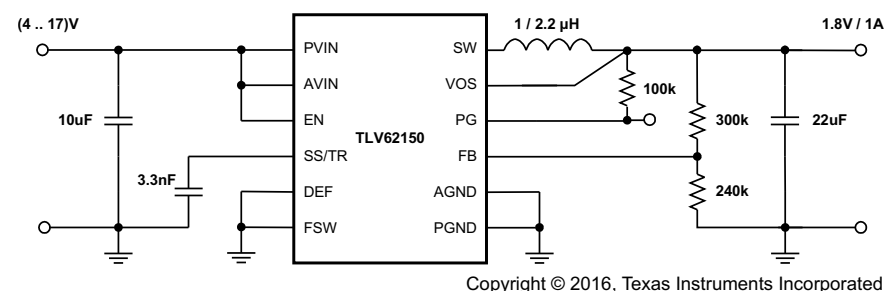 (4 .. 17)V
1 / 2.2 µH
1.8V / 1A
PVIN
SW
AVIN
VOS
100k
10uF
EN
PG
300k
22uF
TLV62150
SS/TR
FB
3.3nF
DEF
AGND
240k
FSW
PGND
Copyright © 2016, Texas Instruments Incorporated